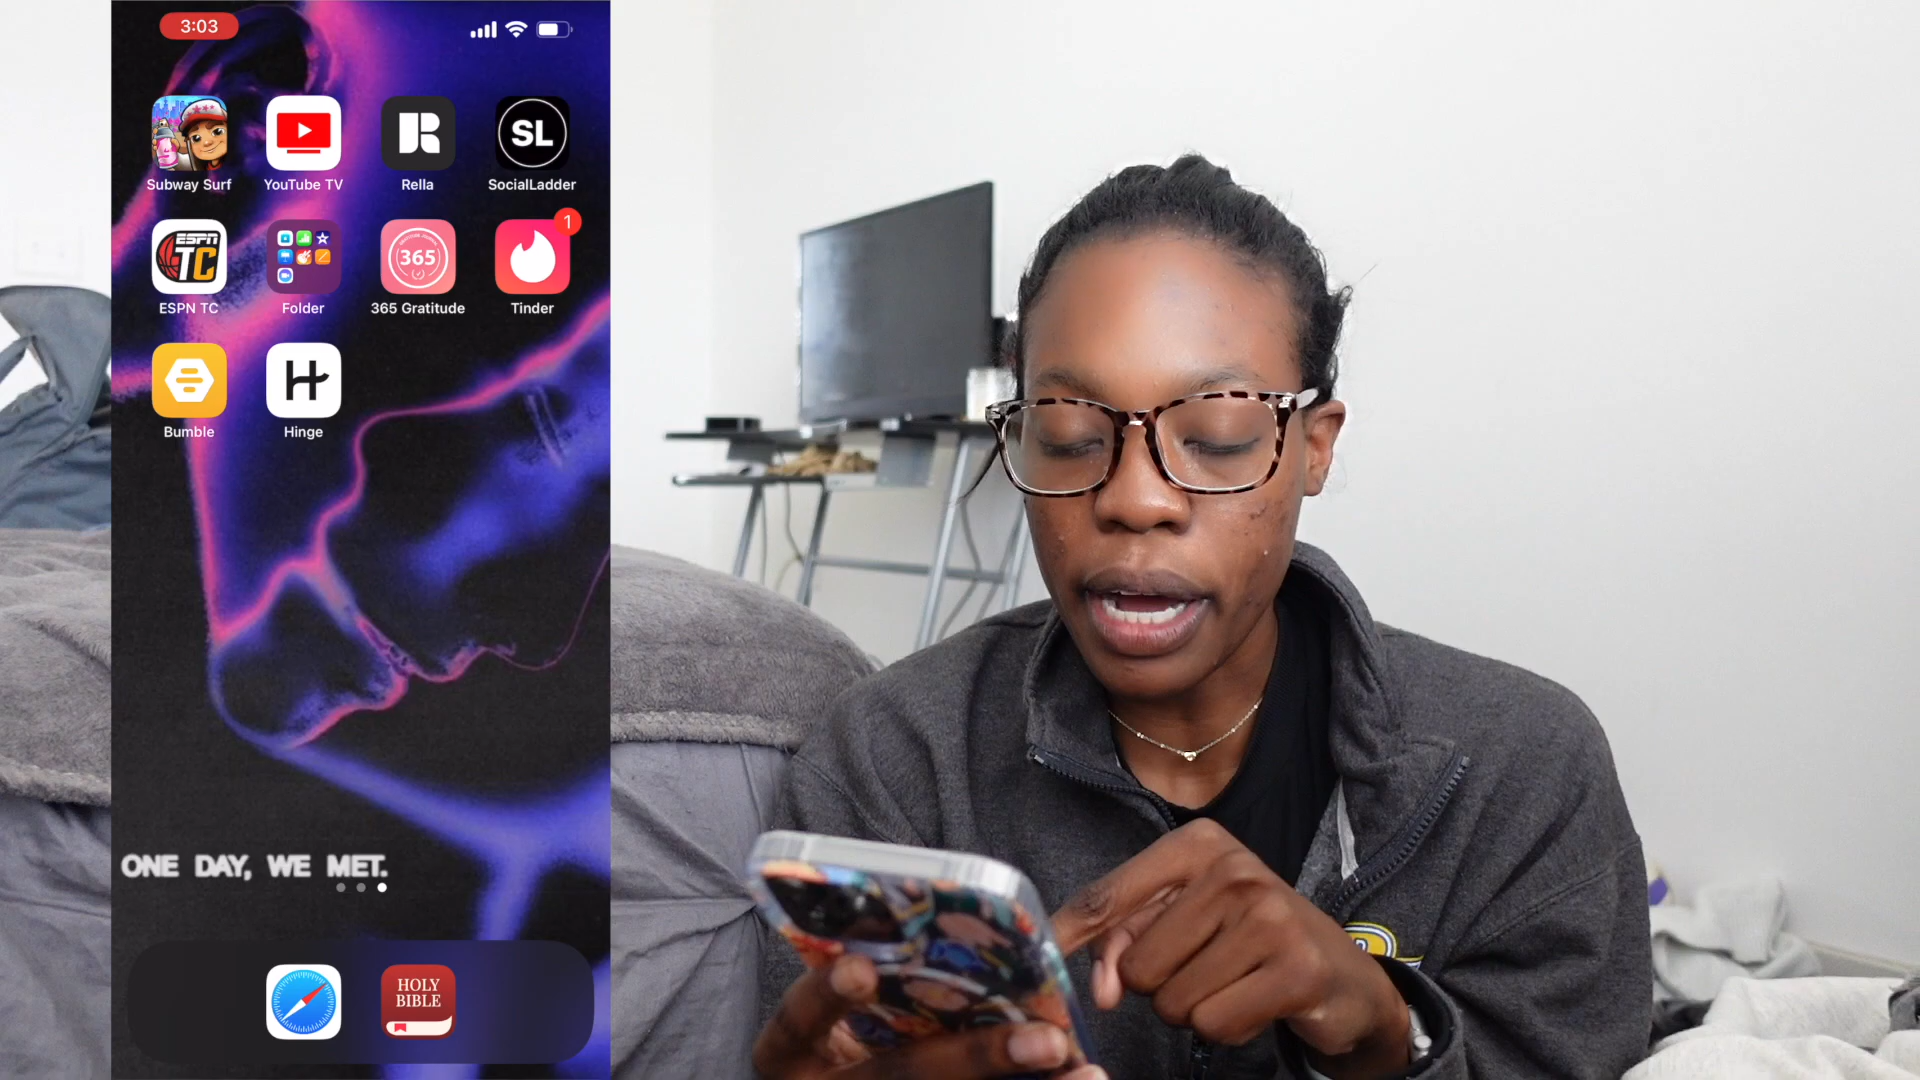 3:03
SL
Subway Surf
YouTube TV
Rella
SocialLadder
ESPN
TC
365
1
ESPN TC
Folder
365 Gratitude
Tinder
Bumble
Hinge
ONE DAY, WE MET.
HOLY
BIBLE